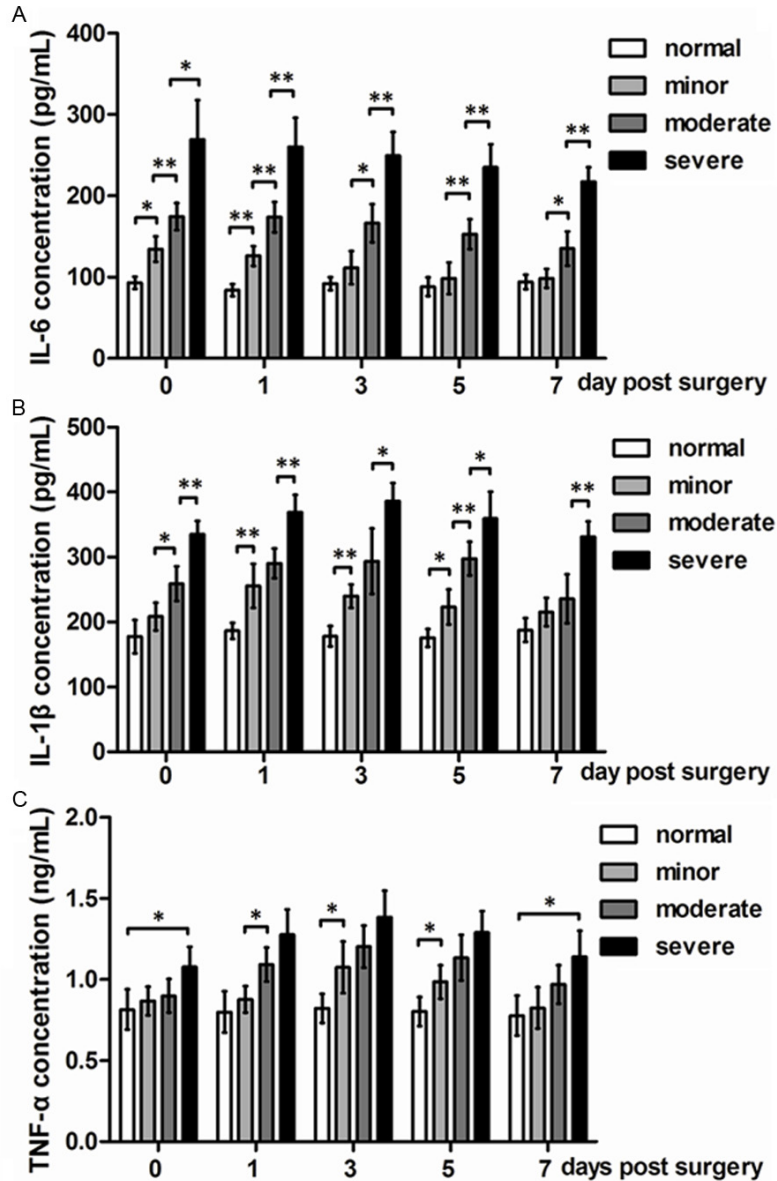 A
IL-6 concentration (pg/mL)
400
300
200
100
0
* ** *
** ** **
* **
** **
* **
normal
minor
moderate
severe
0 1 3 5 7 day post surgery
B
IL-1β concentration (pg/mL)
500
400
300
200
100
0
* **
** **
** *
* ** *
**
normal
minor
moderate
severe
0 1 3 5 7 day post surgery
C
TNF-α concentration (ng/mL)
2.0
1.5
1.0
0.5
0.0
* * * * *
normal
minor
moderate
severe
0 1 3 5 7 days post surgery